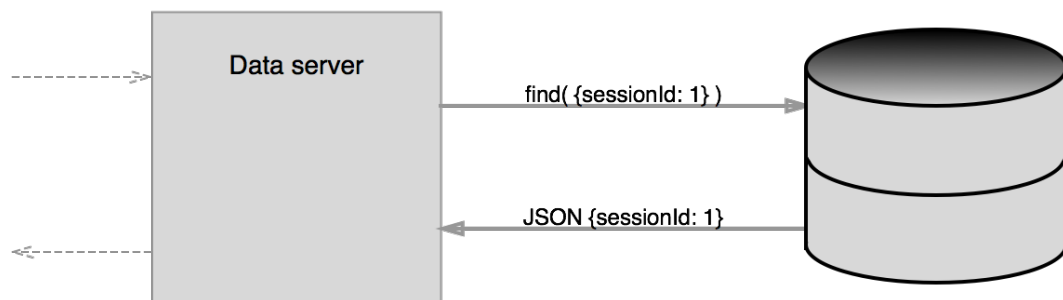 Data server
find( {sessionId: 1} )
JSON {sessionId: 1}